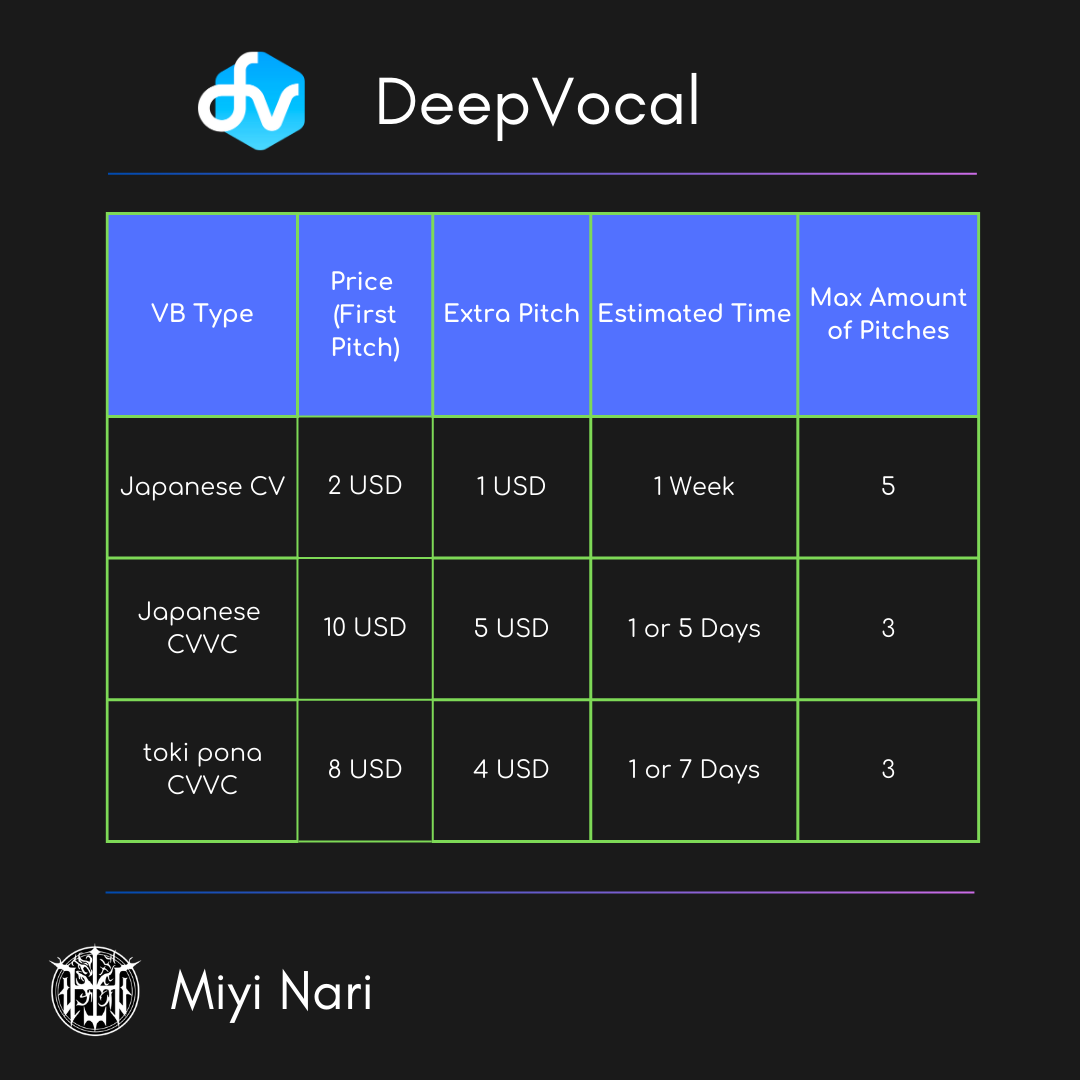 dv DeepVocal
VB Type
Price
(First
Pitch)
Extra Pitch
Estimated Time
Max Amount
of Pitches
Japanese CV
2 USD
1 USD
1 Week
5
Japanese
CVVC
10 USD
5 USD
1 or 5 Days
3
toki pona
CVVC
8 USD
4 USD
1 or 7 Days
3
Miyi Nari